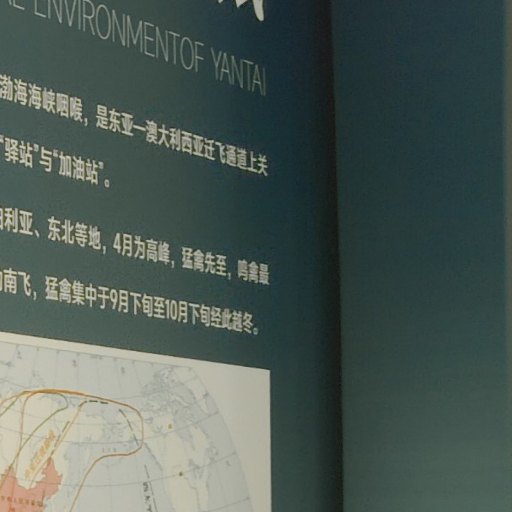 ENVIRONMENTOF YANTAI
渤海海峡咽喉，是东亚—澳大利西亚迁飞通道上关
“驿站”与“加油站”。
利亚、东北等地，4月为高峰，猛禽先至，鸣禽最
南飞，猛禽集中于9月下旬至10月下旬经此越冬。